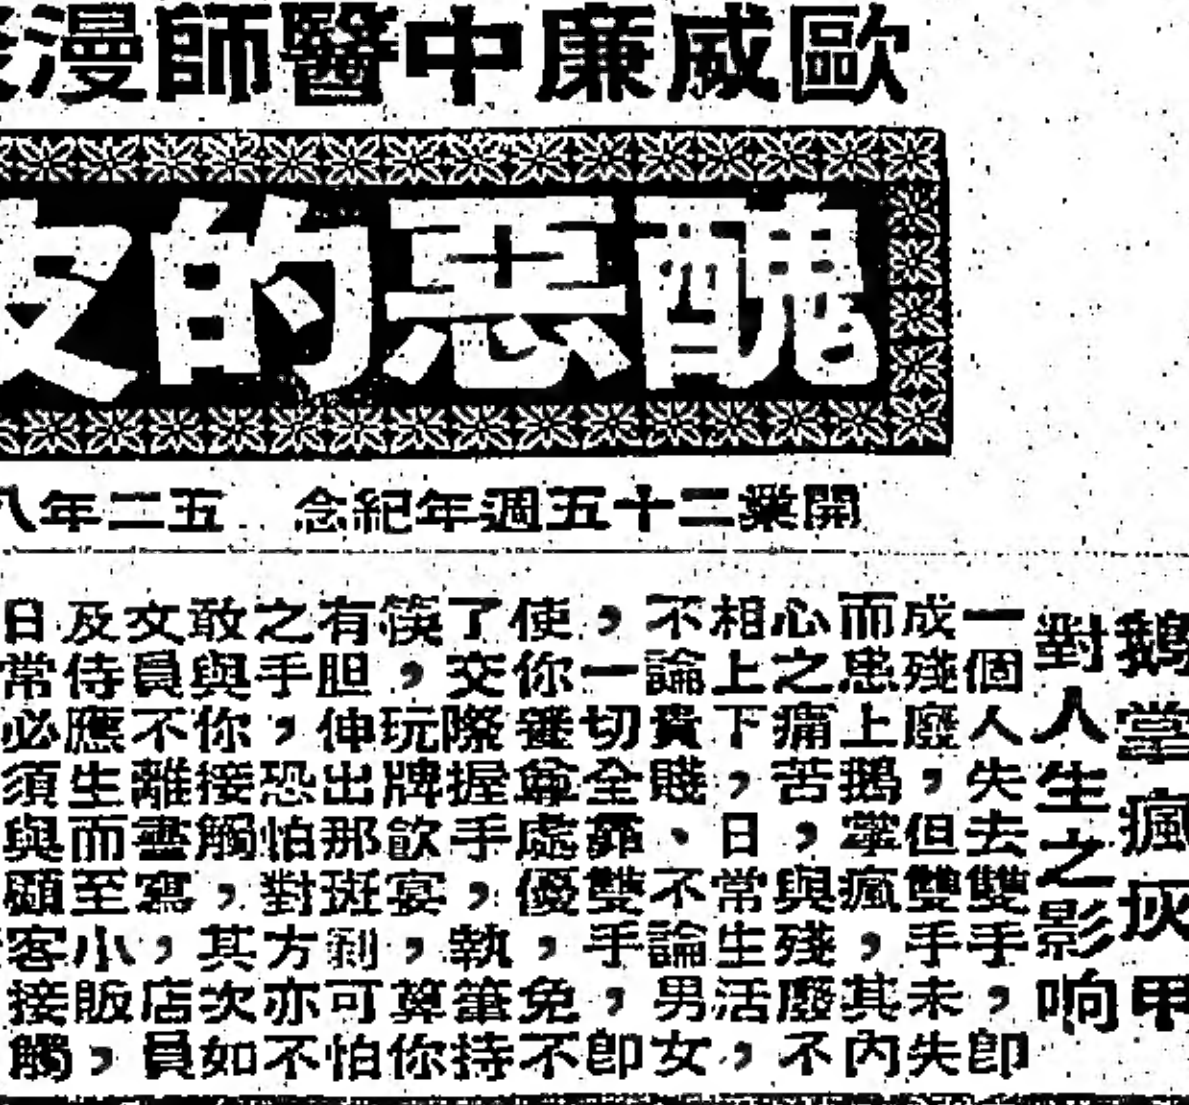 歐威廉中醫師漫
醜惡的
開業二十五週年紀念 五二年八
鵝掌瘋灰甲
對人生之影响
一個人失去雙手，即
成殘廢，但雙手未失
而患上鵝掌瘋，其內
心之痛苦，與殘廢不
相上下，日常生活，
不論貴賤、不論男女
，一切全靠雙手，即
使你養尊處優，免不
了交際握手，執筆持
筷，玩牌飲宴，算你
有胆伸出那斑剝可怕
之手，恐怕對方亦不
敢與你接觸，其次如
文員不離書寫，店員
及侍應生而至小販，
日常必須與顧客接觸